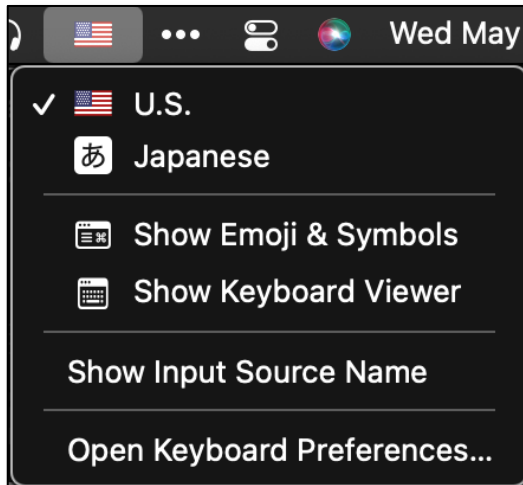 Wed May
U.S.
あ Japanese
Show Emoji & Symbols
Show Keyboard Viewer
Show Input Source Name
Open Keyboard Preferences...